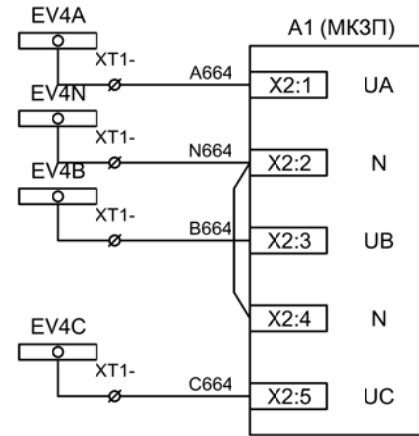 EV4A
A1 (МКЗП)
XT1-
A664
X2:1
UA
EV4N
XT1-
N664
X2:2
N
EV4B
XT1-
B664
X2:3
UB
X2:4
N
EV4C
XT1-
C664
X2:5
UC